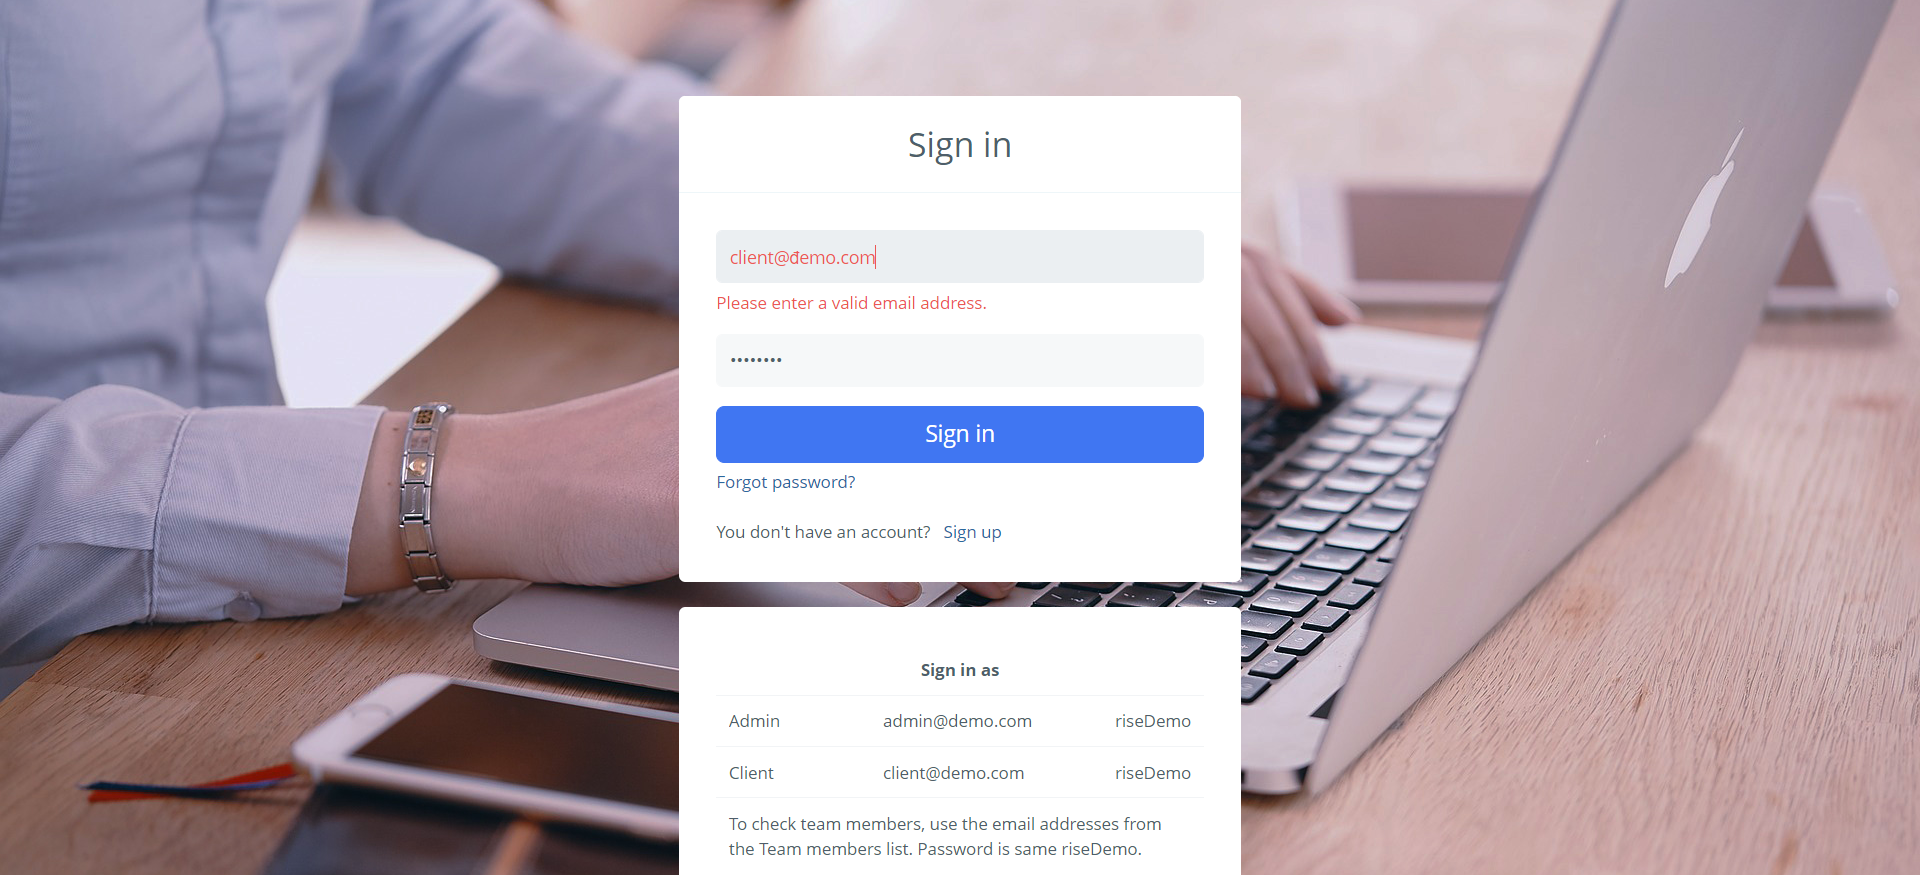 Sign in
client@đemo.com
Please enter a valid email address.
••••••••
Sign in
Forgot password?
You don't have an account? Sign up
Sign in as
Admin admin@demo.com riseDemo
Client client@demo.com riseDemo
To check team members, use the email addresses from
the Team members list. Password is same riseDemo.